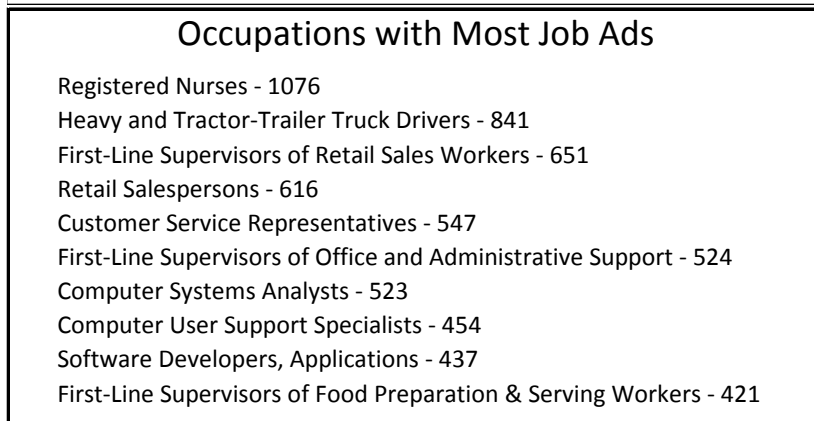 Occupations with Most Job Ads
Registered Nurses - 1076
Heavy and Tractor-Trailer Truck Drivers - 841
First-Line Supervisors of Retail Sales Workers - 651
Retail Salespersons - 616
Customer Service Representatives - 547
First-Line Supervisors of Office and Administrative Support - 524
Computer Systems Analysts - 523
Computer User Support Specialists - 454
Software Developers, Applications - 437
First-Line Supervisors of Food Preparation & Serving Workers - 421